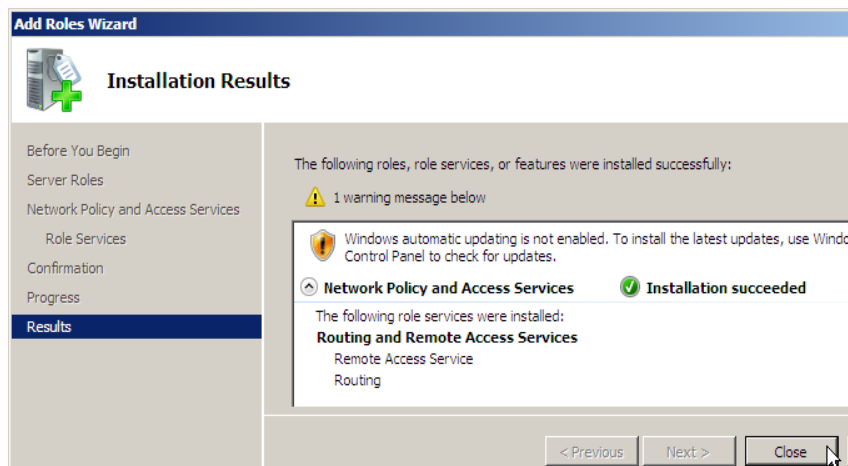 Add Roles Wizard
Installation Results
Before You Begin
Server Roles
Network Policy and Access Services
Role Services
Confirmation
Progress
Results
The following roles, role services, or features were installed successfully:
1 warning message below
Windows automatic updating is not enabled. To install the latest updates, use
Control Panel to check for updates.
Network Policy and Access Services
Installation succeeded
The following role services were installed:
Routing and Remote Access Services
Remote Access Service
Routing
< Previous
Next >
Close